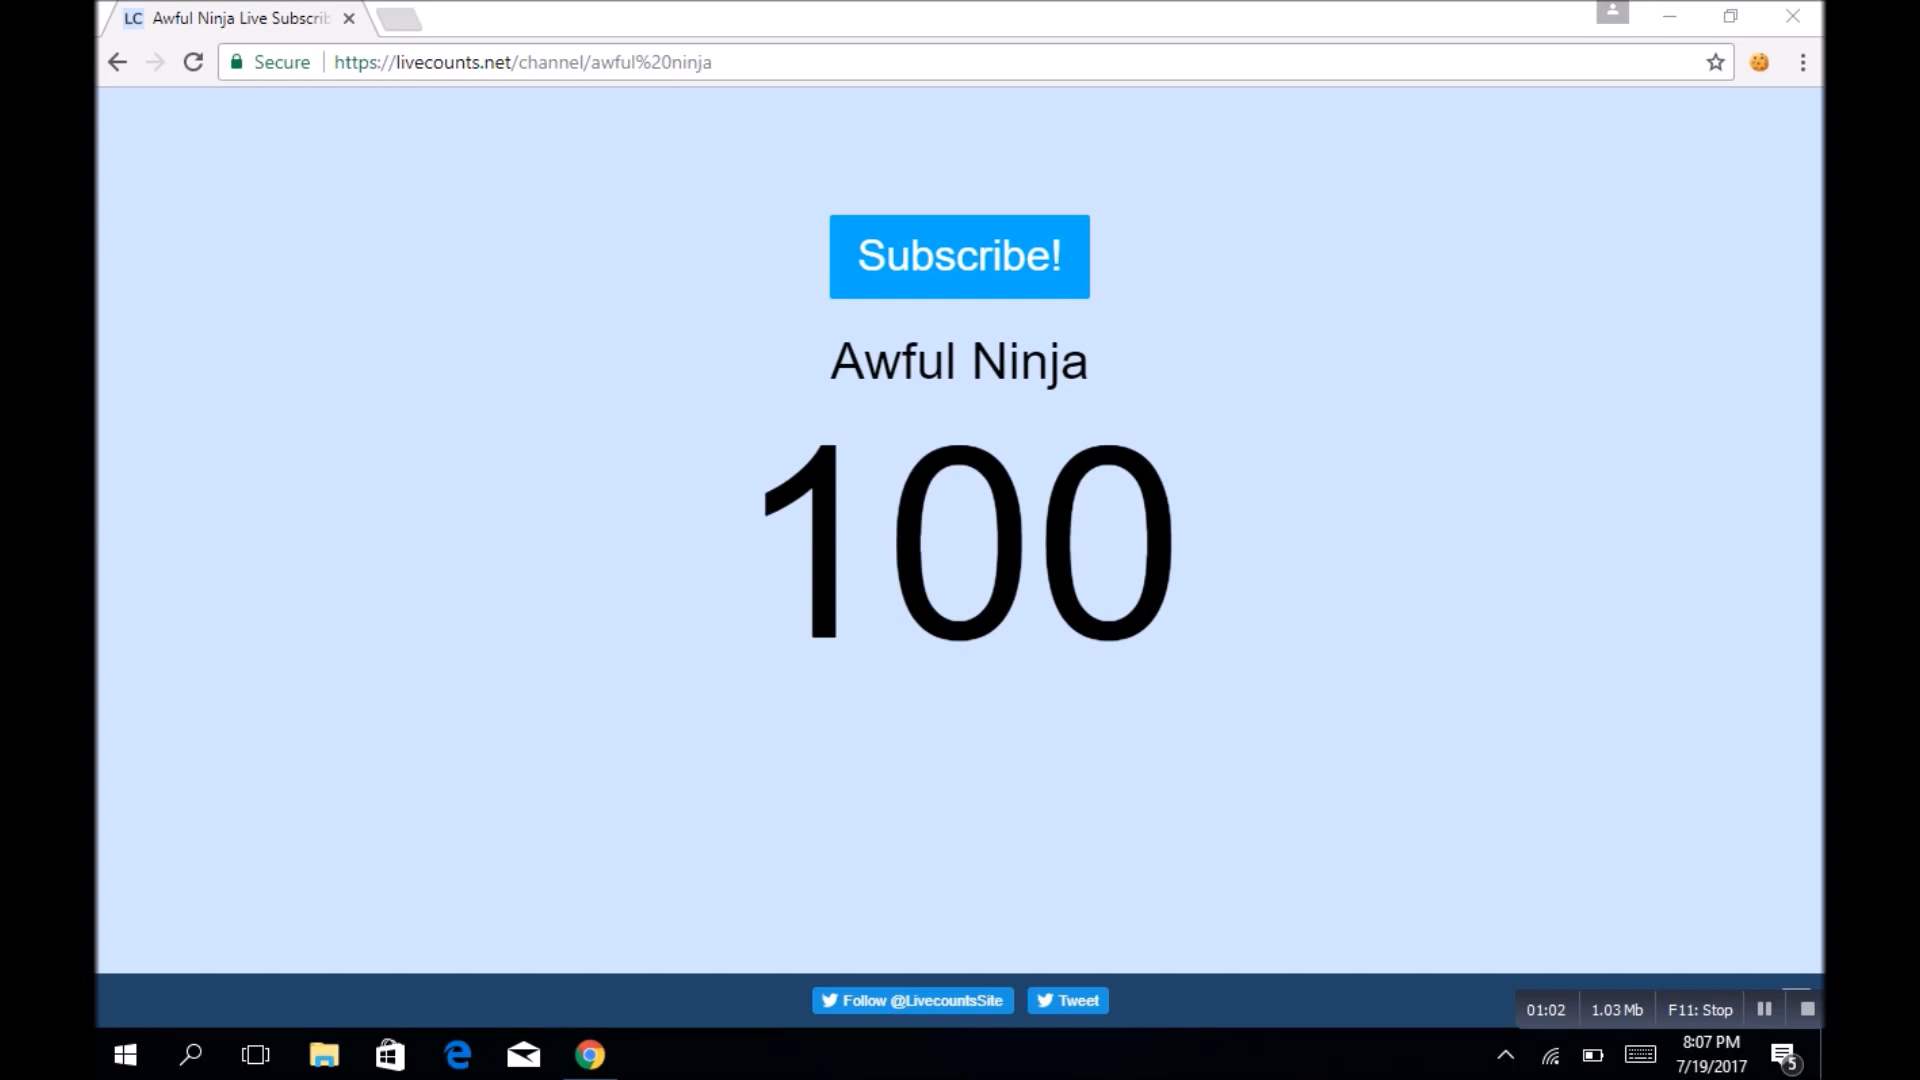 LC Awful Ninja Live Subscrib
Secure https://livecounts.net/channel/awful%20ninja
Subscribe!
Awful Ninja
100
Follow @LivecountsSite Tweet
01:02 1.03 Mb F11: Stop
8:07 PM
7/19/2017
5